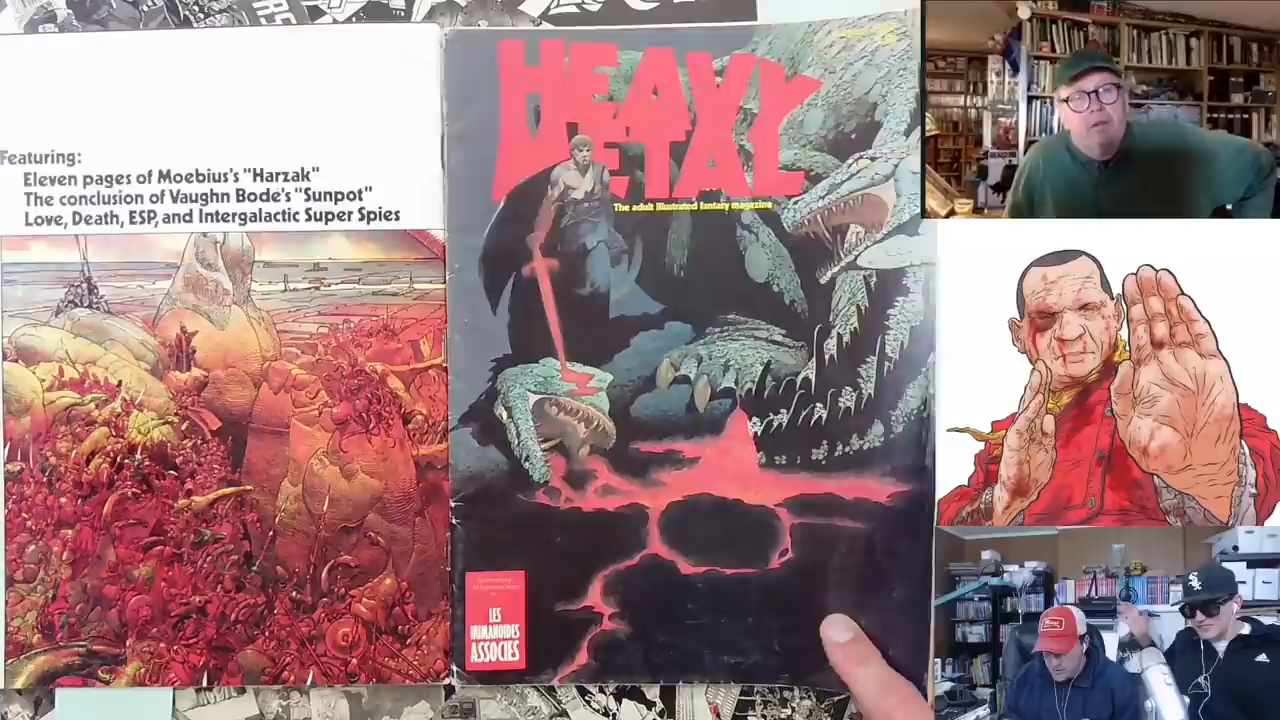 Featuring:
Eleven pages of Moebius's "Harzak"
The conclusion of Vaughn Bode's "Sunpot"
Love, Death, ESP, and Intergalactic Super Spies
HEAVY
METAL
The adult illustrated fantasy magazine
LES
HUMANOIDES
ASSOCIES